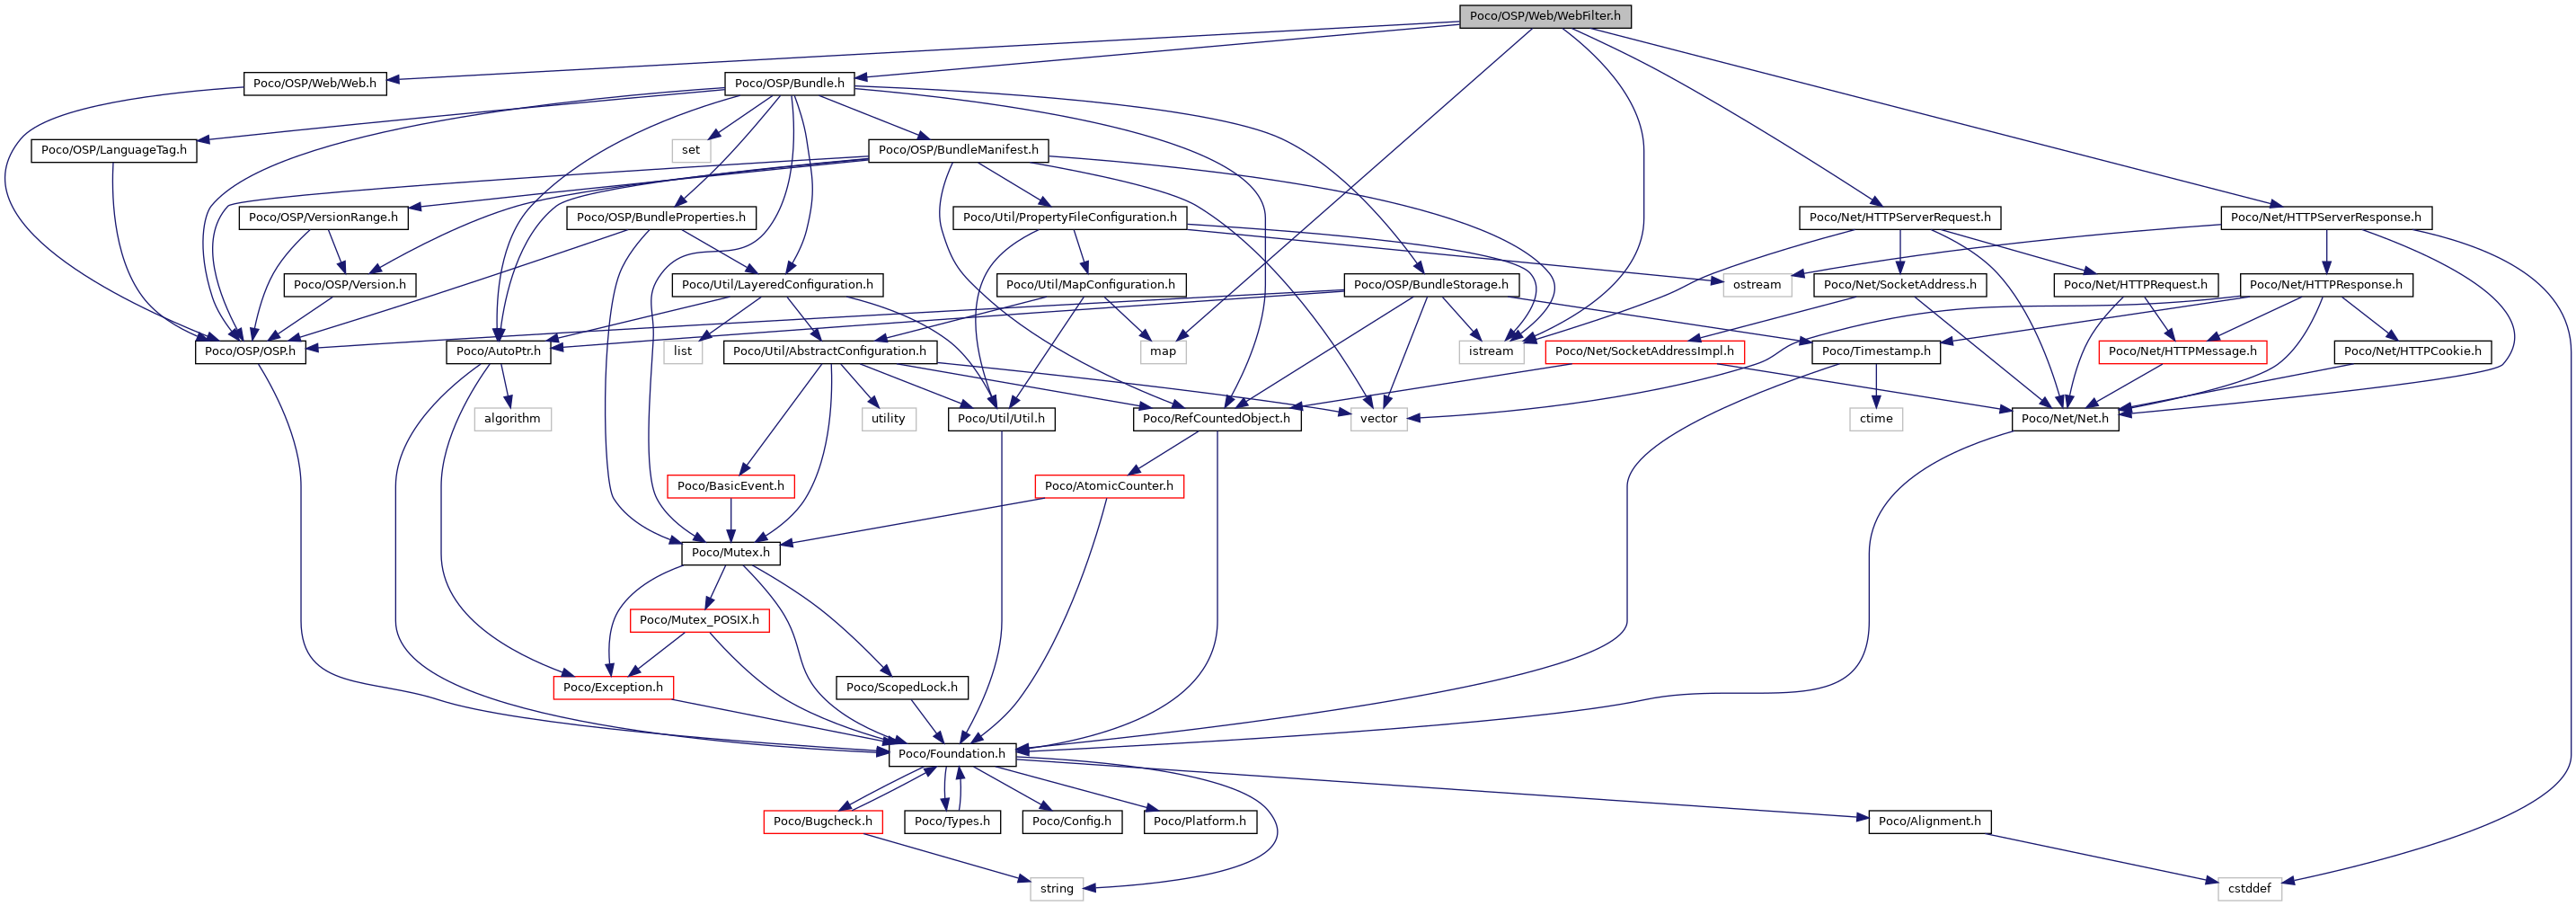 Poco/OSP/Web/WebFilter.h
Poco/OSP/Web/Web.h
Poco/OSP/Bundle.h
Poco/OSP/LanguageTag.h
set
Poco/OSP/BundleManifest.h
Poco/OSP/VersionRange.h
Poco/OSP/BundleProperties.h
Poco/Util/PropertyFileConfiguration.h
Poco/Net/HTTPServerRequest.h
Poco/Net/HTTPServerResponse.h
Poco/OSP/Version.h
Poco/Util/LayeredConfiguration.h
Poco/Util/MapConfiguration.h
Poco/OSP/BundleStorage.h
ostream
Poco/Net/SocketAddress.h
Poco/Net/HTTPRequest.h
Poco/Net/HTTPResponse.h
Poco/OSP/OSP.h
Poco/AutoPtr.h
list
Poco/Util/AbstractConfiguration.h
map
istream
Poco/Net/SocketAddressImpl.h
Poco/Timestamp.h
Poco/Net/HTTPMessage.h
Poco/Net/HTTPCookie.h
algorithm
utility
Poco/Util/Util.h
Poco/RefCountedObject.h
vector
ctime
Poco/Net/Net.h
Poco/BasicEvent.h
Poco/AtomicCounter.h
Poco/Mutex.h
Poco/Mutex_POSIX.h
Poco/Exception.h
Poco/ScopedLock.h
Poco/Foundation.h
Poco/Bugcheck.h
Poco/Types.h
Poco/Config.h
Poco/Platform.h
Poco/Alignment.h
string
cstddef